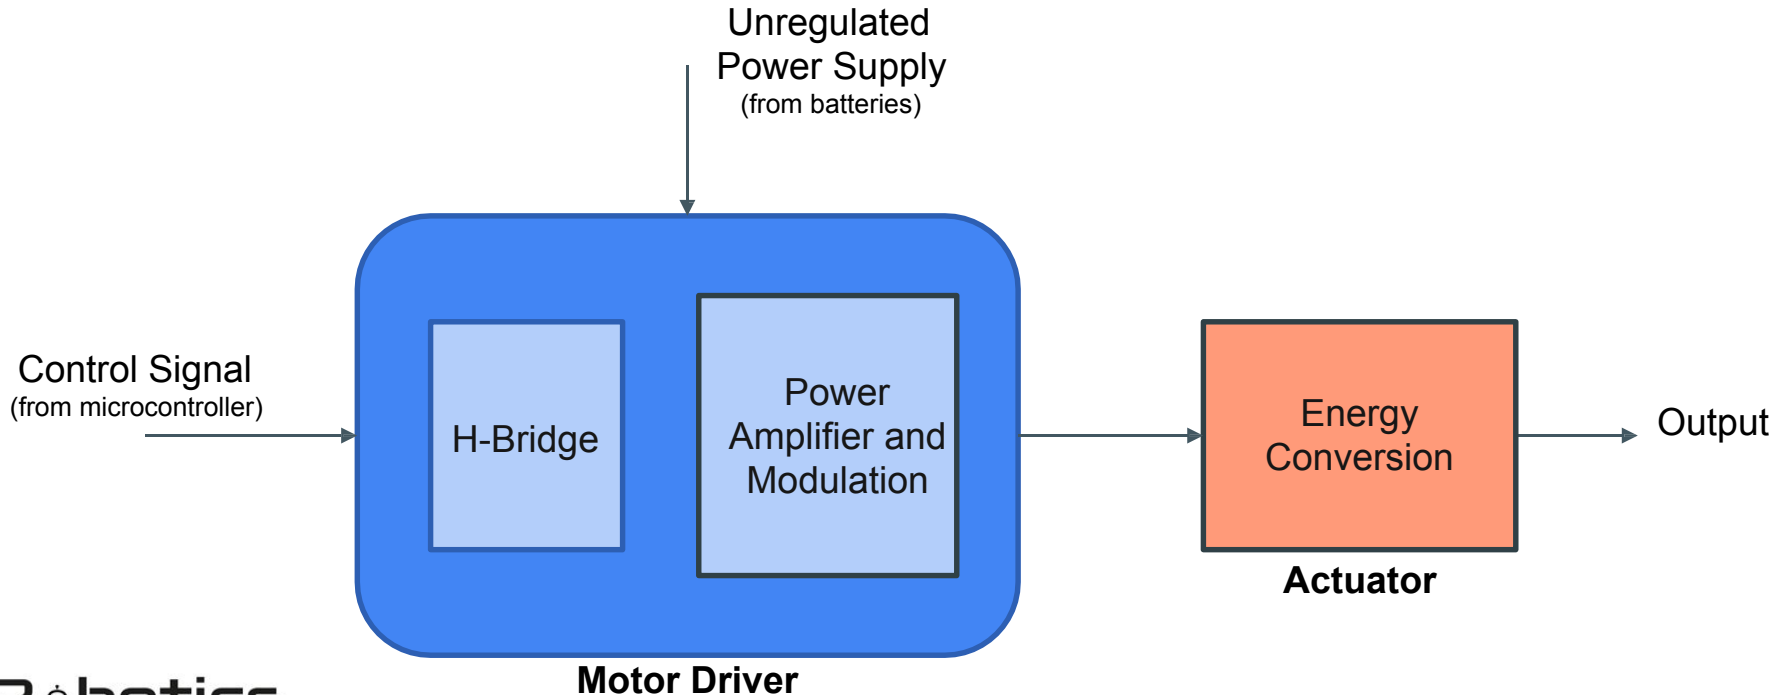 Unregulated
Power Supply
(from batteries)
Control Signal
(from microcontroller)
H-Bridge
Power
Amplifier and
Modulation
Energy
Conversion
Output
Actuator
Motor Driver